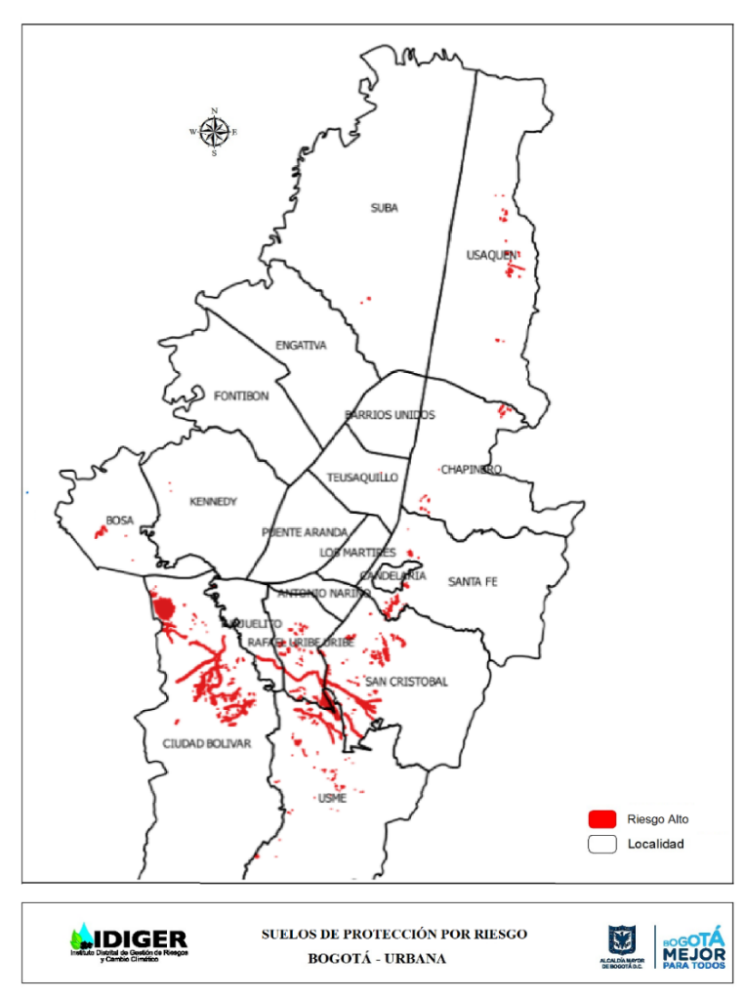 N
W E
S
SUBA
USAQUEN
ENGATIVA
FONTIBON
BARRIOS UNIDOS
CHAPINERO
TEUSAQUILLO
KENNEDY
BOSA
PUENTE ARANDA
LOS MARTIRES
CANDELARIA
SANTA FE
ANTONIO NARIÑO
RAFAEL URIBE URIBE
SAN CRISTOBAL
CIUDAD BOLIVAR
USME
Riesgo Alto
Localidad
IDIGER
Instituto Distrital de Gestión de Riesgos
y Cambio Climático
SUELOS DE PROTECCIÓN POR RIESGO
BOGOTÁ - URBANA
ALCALDÍA MAYOR
DE BOGOTÁ D.C.
BOGOTÁ
MEJOR
PARA TODOS